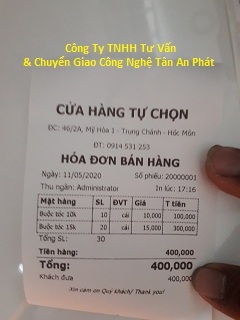 Công Ty TNHH Tư Vấn
& Chuyển Giao Công Nghệ Tân An Phát
CỬA HÀNG TỰ CHỌN
ĐC: 46/2A, Mỹ Hòa 1 - Trung Chánh - Hóc Môn
ĐT: 0914 531 253
HÓA ĐƠN BÁN HÀNG
Ngày: 11/05/2020 Số phiếu: 20000001
Thu ngân: Administrator In lúc: 17:16
Mặt hàng SL ĐVT Giá T tiền
Buộc tóc 10k 10 cái 10,000 100,000
Buộc tóc 15k 20 cái 15,000 300,000
Tổng SL: 30
Tiền hàng: 400,000
Tổng: 400,000
Khách đưa 400,000
Xin cảm ơn Quý khách/ Thank you!